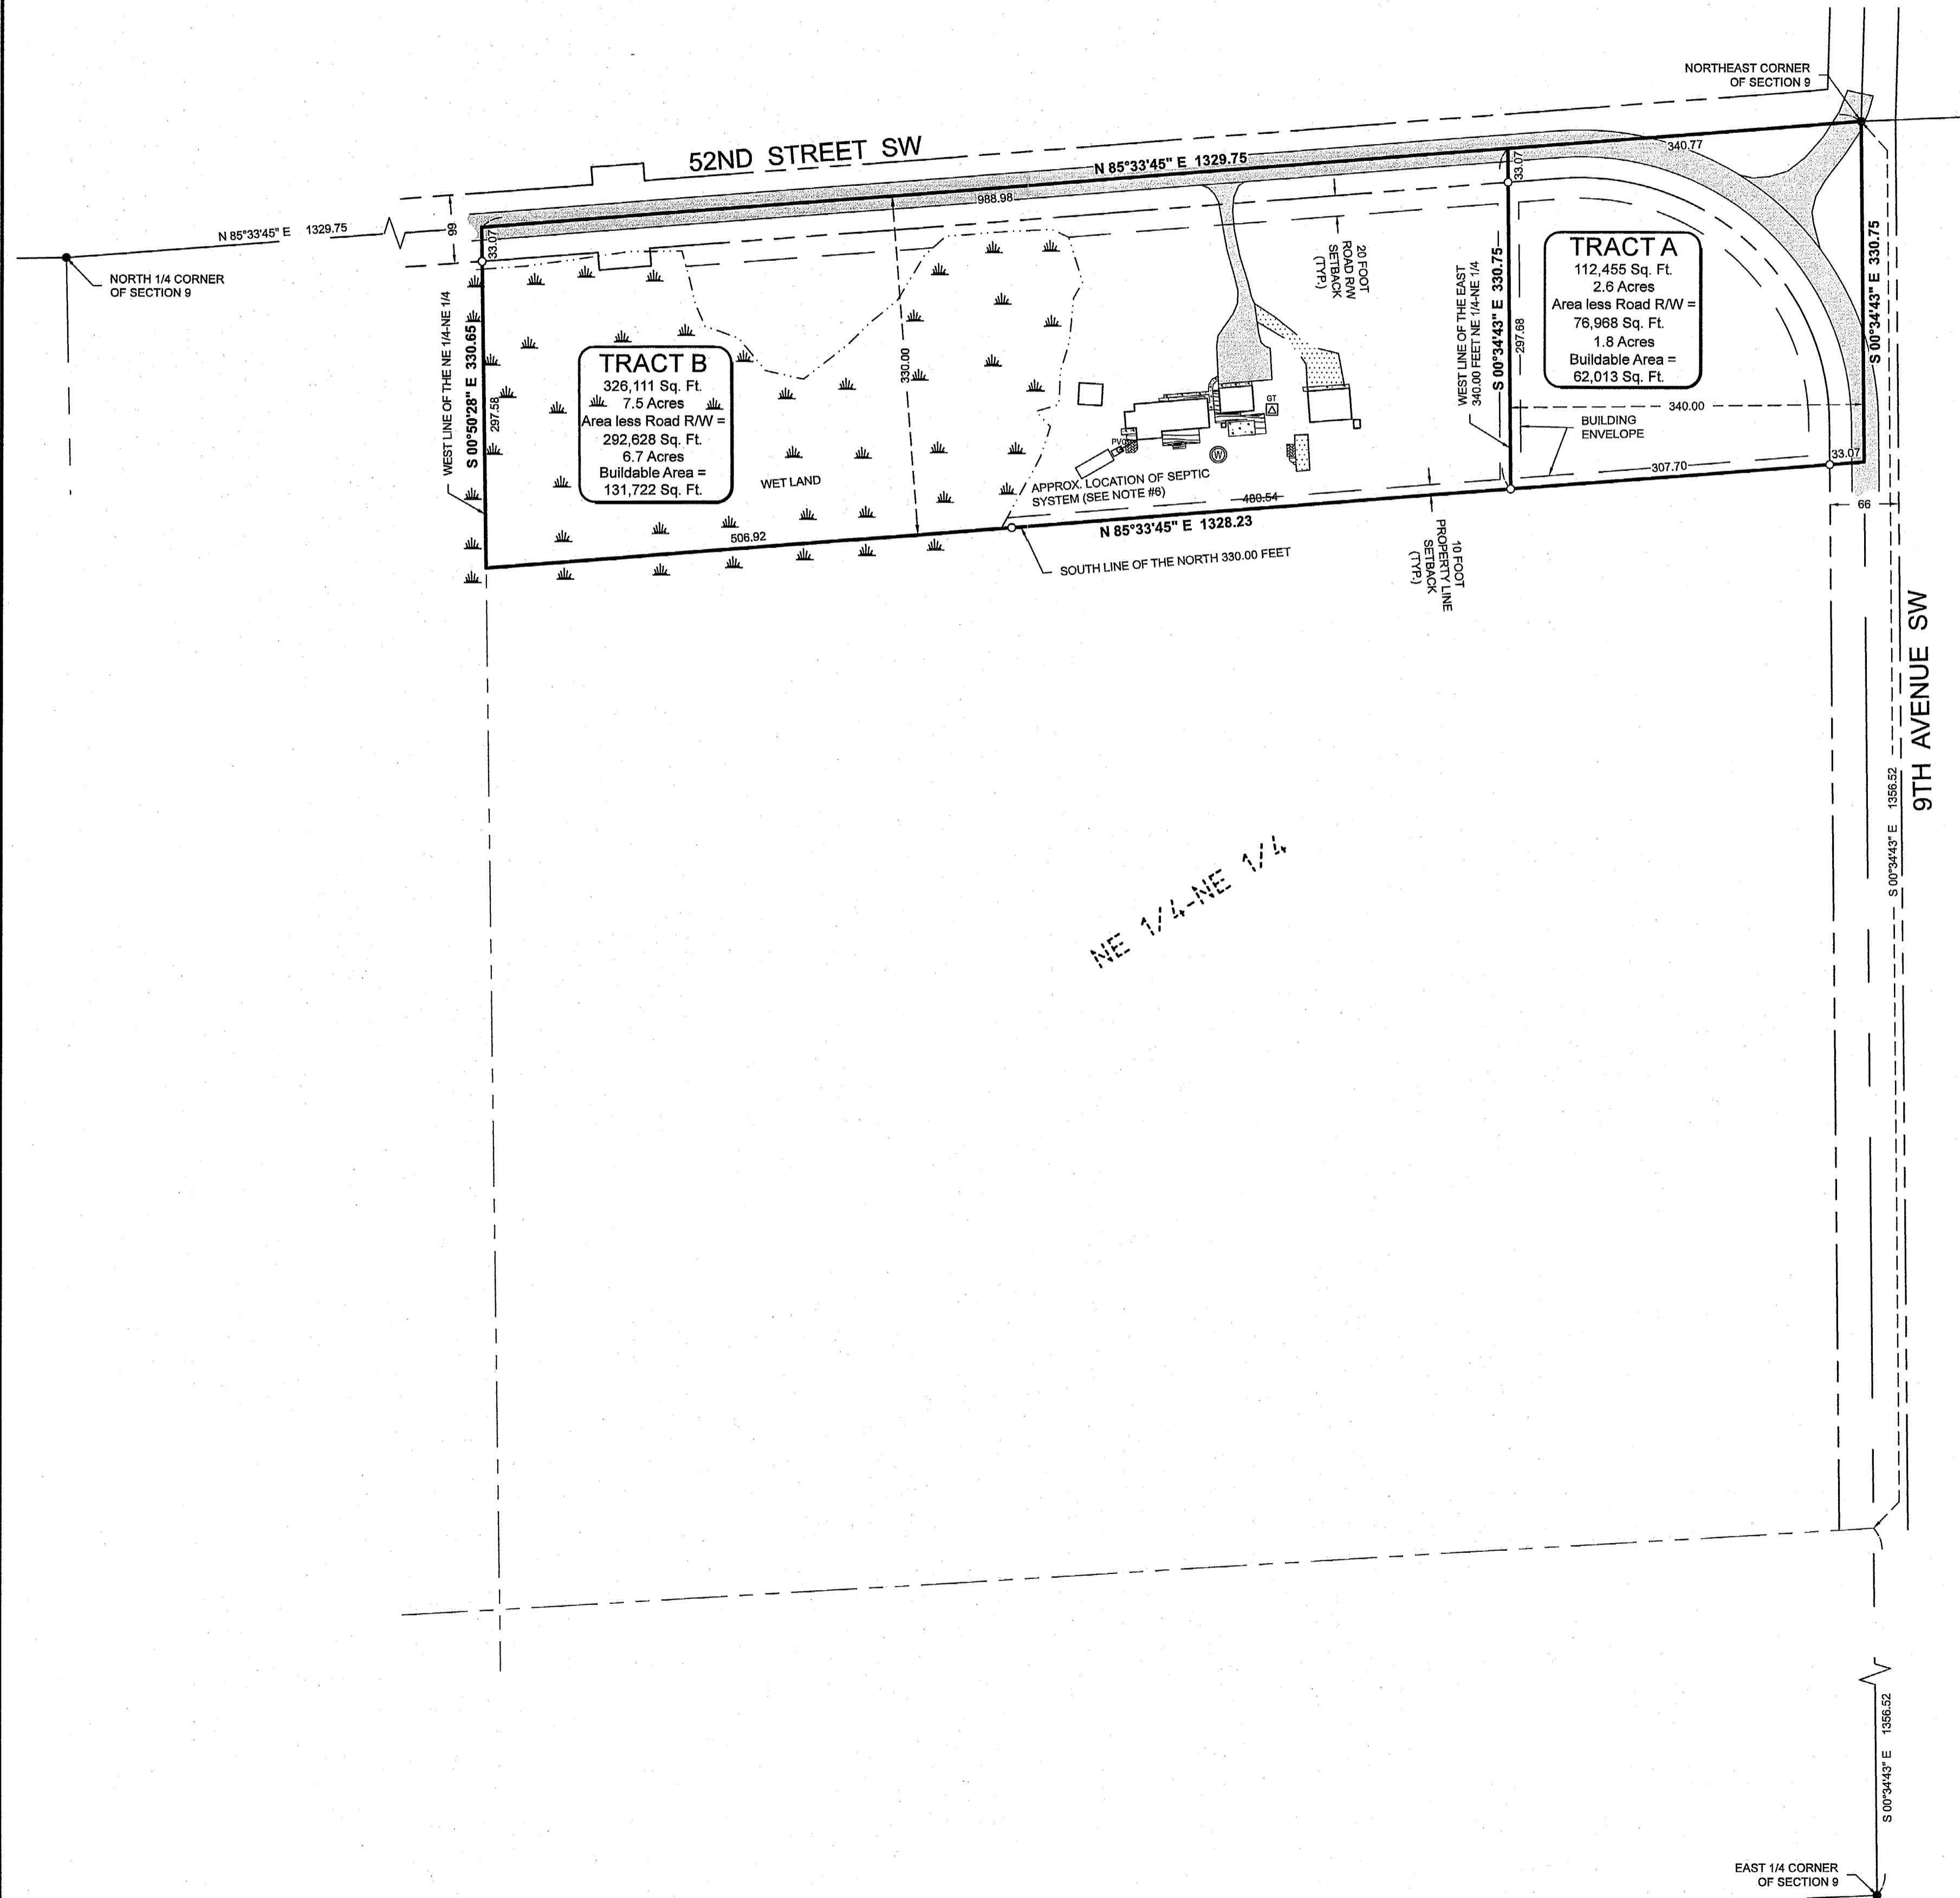 NORTHEAST CORNER
OF SECTION 9
52ND STREET SW
N 85°33'45" E 1329.75
340.77
33.07
988.98
N 85°33'45" E 1329.75
99
33.07
NORTH 1/4 CORNER
OF SECTION 9
WEST LINE OF THE NE 1/4-NE 1/4
S 00°50'28" E 330.65
297.58
TRACT B
326,111 Sq. Ft.
7.5 Acres
Area less Road R/W =
292,628 Sq. Ft.
6.7 Acres
Buildable Area =
131,722 Sq. Ft.
WET LAND
330.00
20 FOOT
ROAD R/W
SETBACK
(TYP.)
GT
PVC
W
APPROX. LOCATION OF SEPTIC
SYSTEM (SEE NOTE #6)
480.54
506.92
N 85°33'45" E 1328.23
SOUTH LINE OF THE NORTH 330.00 FEET
10 FOOT
PROPERTY LINE
SETBACK
(TYP.)
WEST LINE OF THE EAST
340.00 FEET NE 1/4-NE 1/4
S 00°34'43" E 330.75
297.68
TRACT A
112,455 Sq. Ft.
2.6 Acres
Area less Road R/W =
76,968 Sq. Ft.
1.8 Acres
Buildable Area =
62,013 Sq. Ft.
340.00
BUILDING
ENVELOPE
307.70
33.07
S 00°34'43" E 330.75
66
9TH AVENUE SW
S 00°34'43" E 1356.52
NE 1/4-NE 1/4
S 00°34'43" E 1356.52
EAST 1/4 CORNER
OF SECTION 9